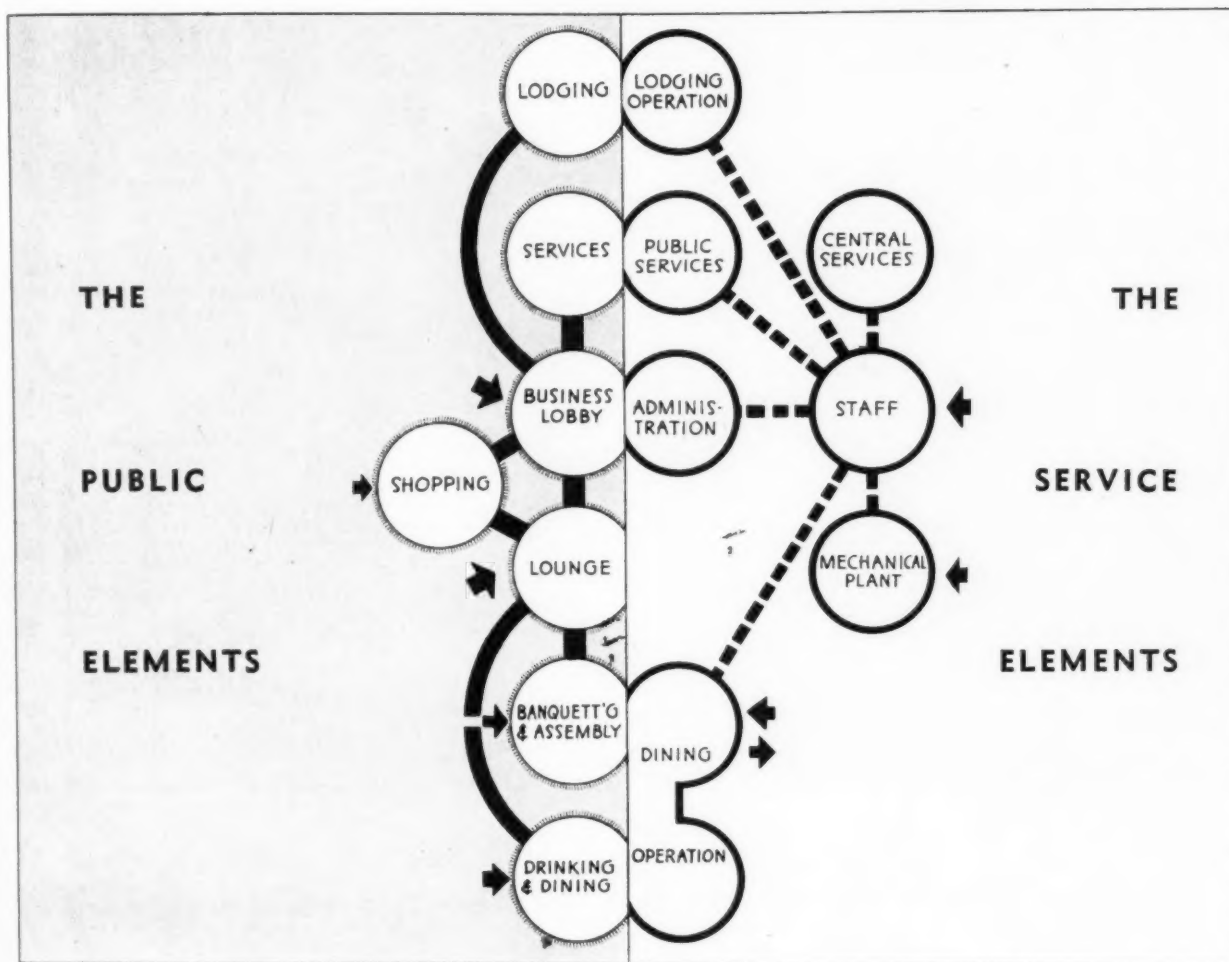 THE
PUBLIC
ELEMENTS
LODGING
SERVICES
BUSINESS
LOBBY
SHOPPING
LOUNGE
BANQUETT'G
& ASSEMBLY
DRINKING
& DINING
LODGING
OPERATION
PUBLIC
SERVICES
ADMINIS-
TRATION
DINING
OPERATION
CENTRAL
SERVICES
STAFF
MECHANICAL
PLANT
THE
SERVICE
ELEMENTS